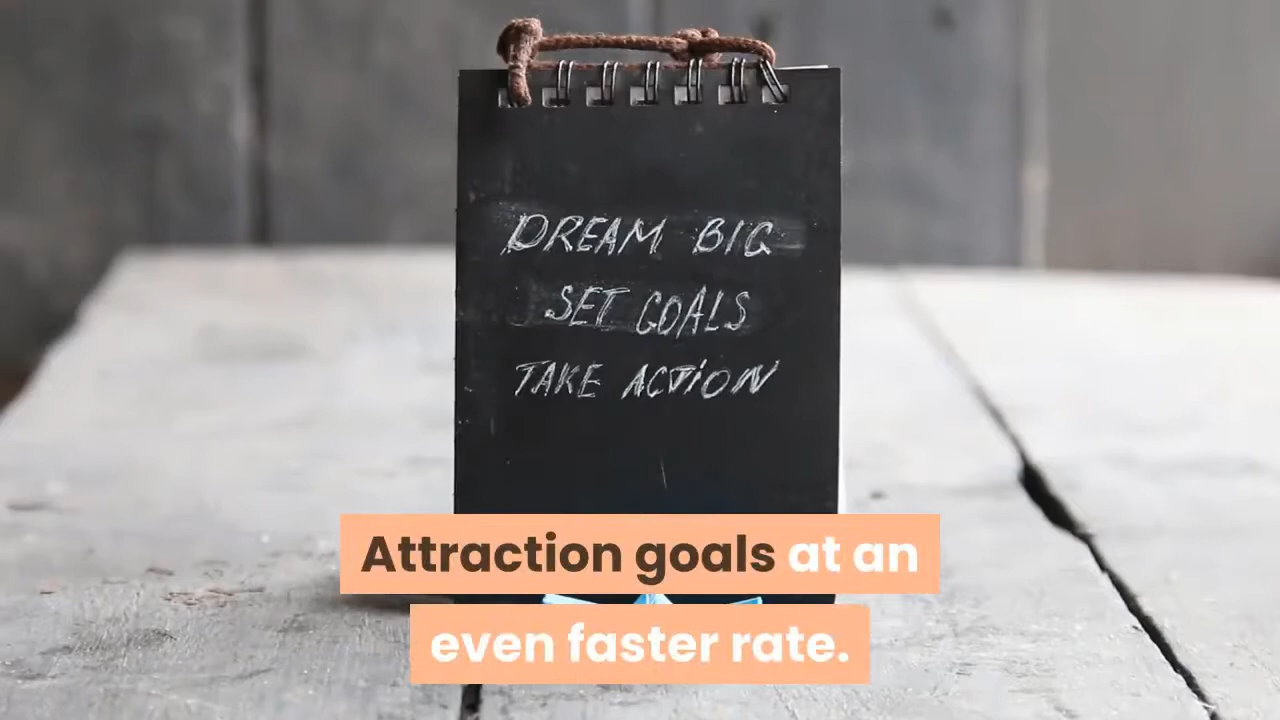 DREAM BIG
SET GOALS
TAKE ACTION
Attraction goals at an
even faster rate.